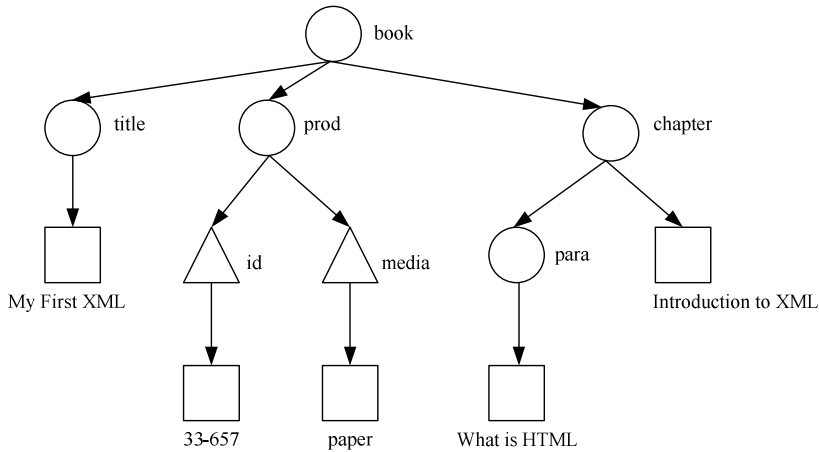 book
title
prod
chapter
id
media
para
My First XML
Introduction to XML
33-657
paper
What is HTML